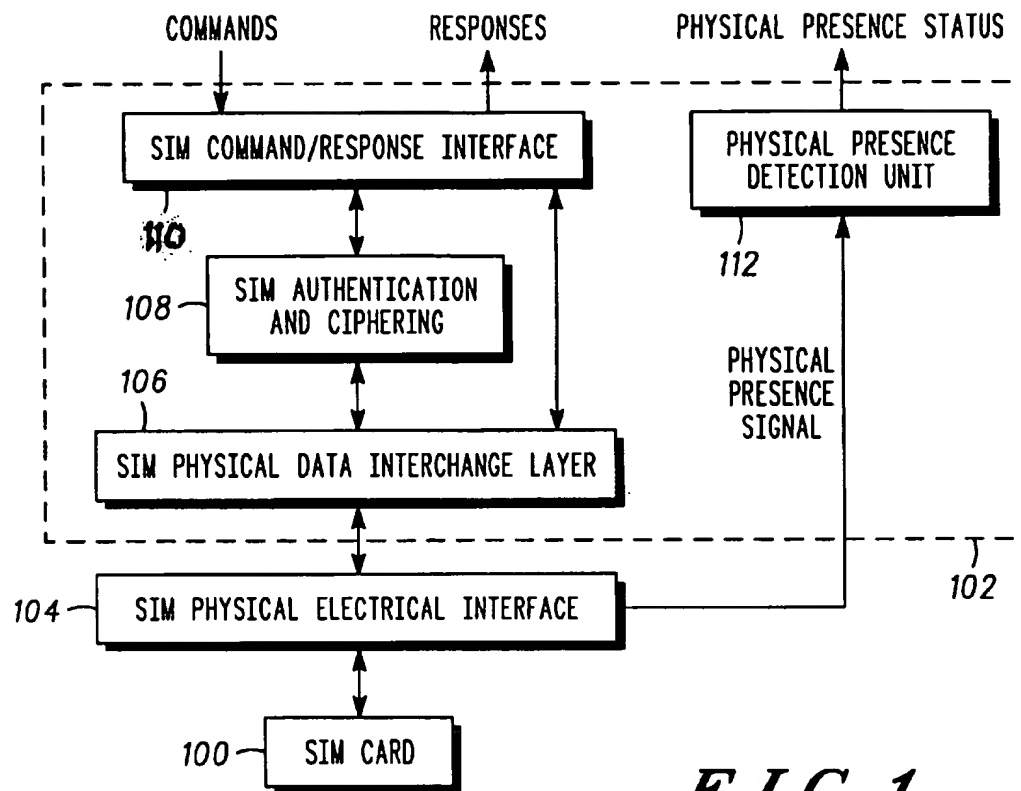 COMMANDS
RESPONSES
PHYSICAL PRESENCE STATUS
SIM COMMAND/RESPONSE INTERFACE
PHYSICAL PRESENCE
DETECTION UNIT
110
112
SIM AUTHENTICATION
AND CIPHERING
108
PHYSICAL
PRESENCE
SIGNAL
106
SIM PHYSICAL DATA INTERCHANGE LAYER
102
104
SIM PHYSICAL ELECTRICAL INTERFACE
100
SIM CARD
FIG. 1